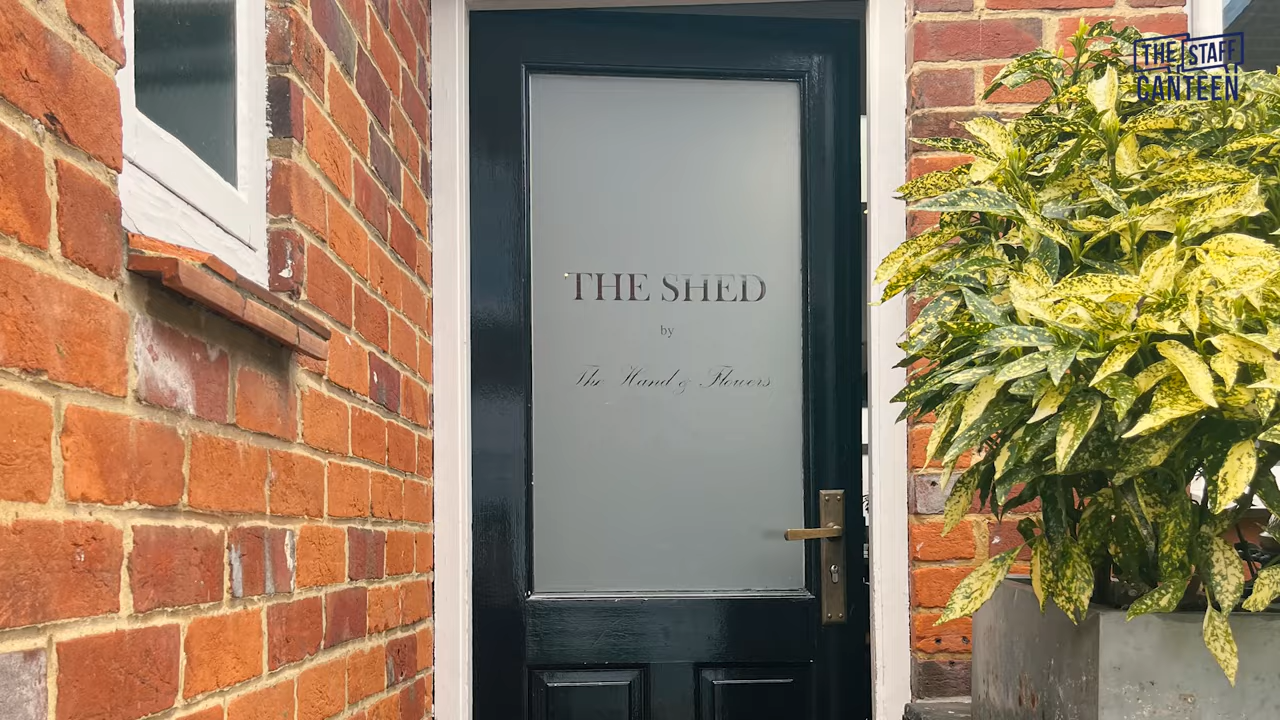 THE STAFF
CANTEEN
THE SHED
by
The Hand & Flowers